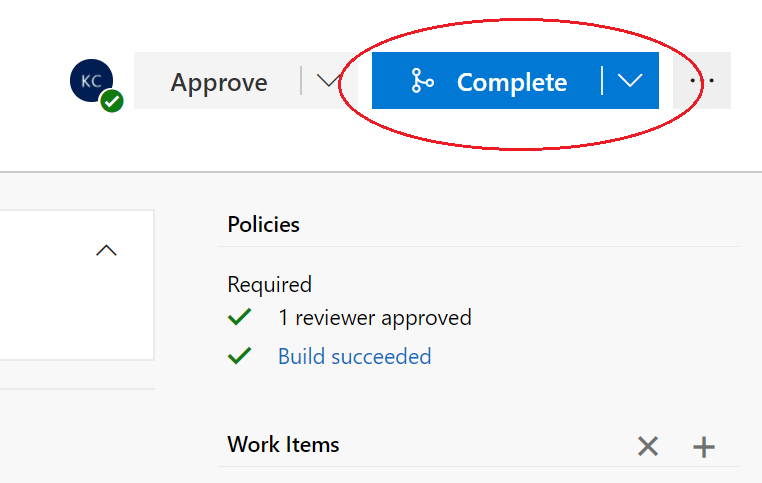 KC Approve Complete ...
Policies
Required
1 reviewer approved
Build succeeded
Work Items